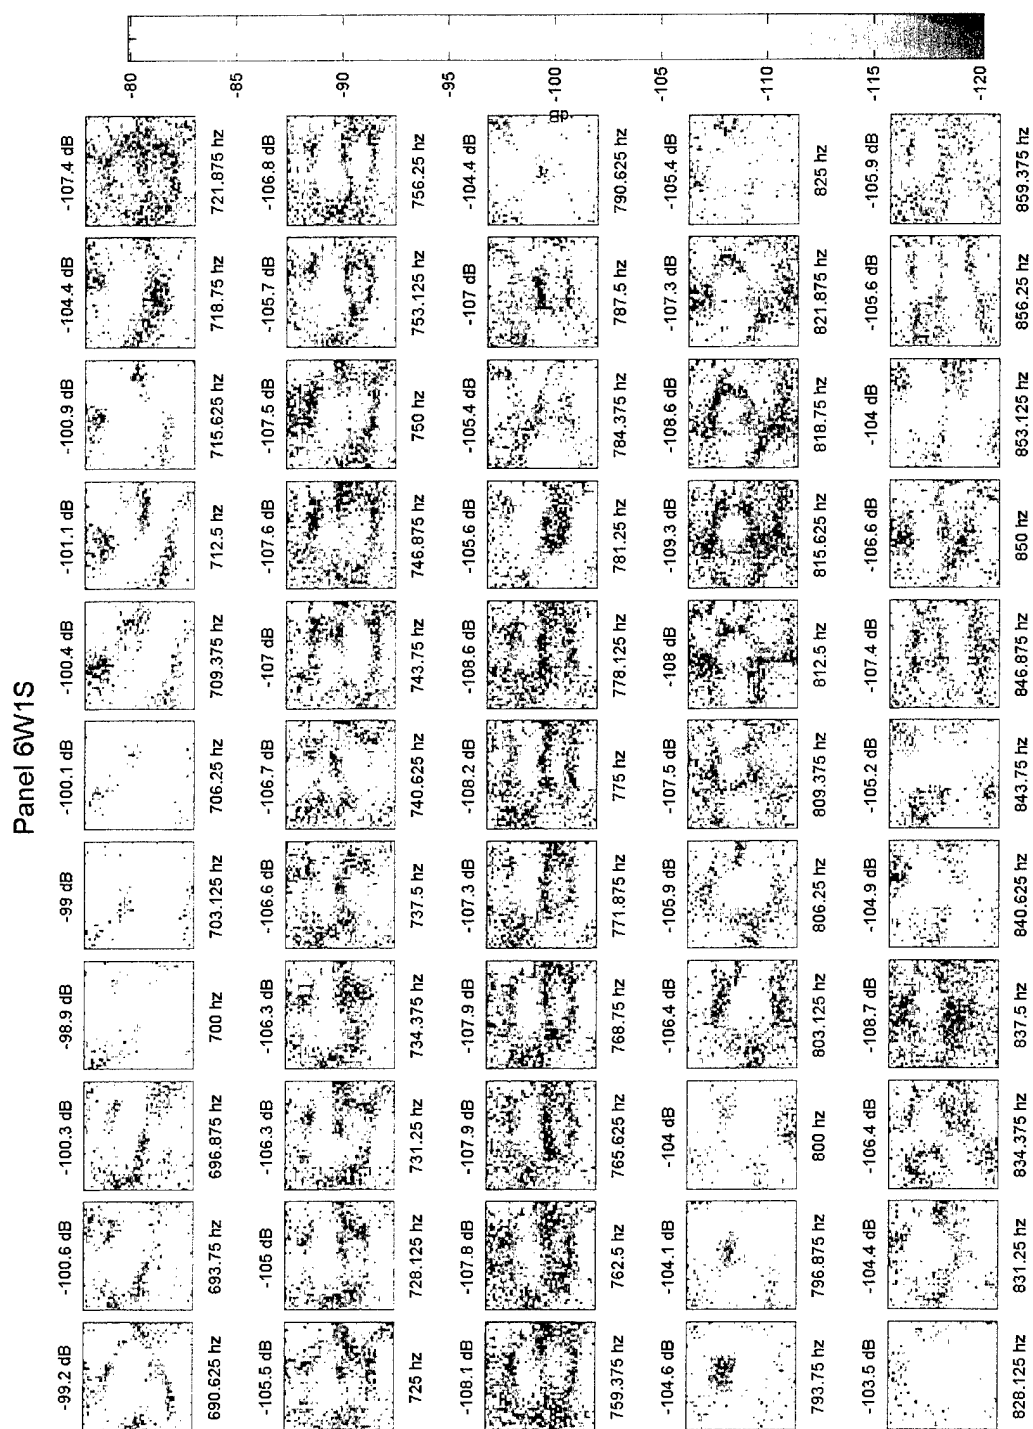 Panel 6W1S
-99.2 dB
-100.6 dB
-100.3 dB
-98.9 dB
-99 dB
-100.1 dB
-100.4 dB
-101.1 dB
-100.9 dB
-104.4 dB
-107.4 dB
690.625 hz
693.75 hz
696.875 hz
700 hz
703.125 hz
706.25 hz
709.375 hz
712.5 hz
715.625 hz
718.75 hz
721.875 hz
-105.5 dB
-105 dB
-106.3 dB
-106.3 dB
-106.6 dB
-106.7 dB
-107 dB
-107.6 dB
-107.5 dB
-105.7 dB
-106.8 dB
725 hz
728.125 hz
731.25 hz
734.375 hz
737.5 hz
740.625 hz
743.75 hz
746.875 hz
750 hz
753.125 hz
756.25 hz
-108.1 dB
-107.8 dB
-107.9 dB
-107.9 dB
-107.3 dB
-108.2 dB
-108.6 dB
-105.6 dB
-105.4 dB
-107 dB
-104.4 dB
759.375 hz
762.5 hz
765.625 hz
768.75 hz
771.875 hz
775 hz
778.125 hz
781.25 hz
784.375 hz
787.5 hz
790.625 hz
-104.6 dB
-104.1 dB
-104 dB
-106.4 dB
-105.9 dB
-107.5 dB
-108 dB
-109.3 dB
-108.6 dB
-107.3 dB
-105.4 dB
793.75 hz
796.875 hz
800 hz
803.125 hz
806.25 hz
809.375 hz
812.5 hz
815.625 hz
818.75 hz
821.875 hz
825 hz
-103.5 dB
-104.4 dB
-106.4 dB
-108.7 dB
-104.9 dB
-105.2 dB
-107.4 dB
-106.6 dB
-104 dB
-105.6 dB
-105.9 dB
828.125 hz
831.25 hz
834.375 hz
837.5 hz
840.625 hz
843.75 hz
846.875 hz
850 hz
853.125 hz
856.25 hz
859.375 hz
-80
-85
-90
-95
-100
-105
-110
-115
-120
dB